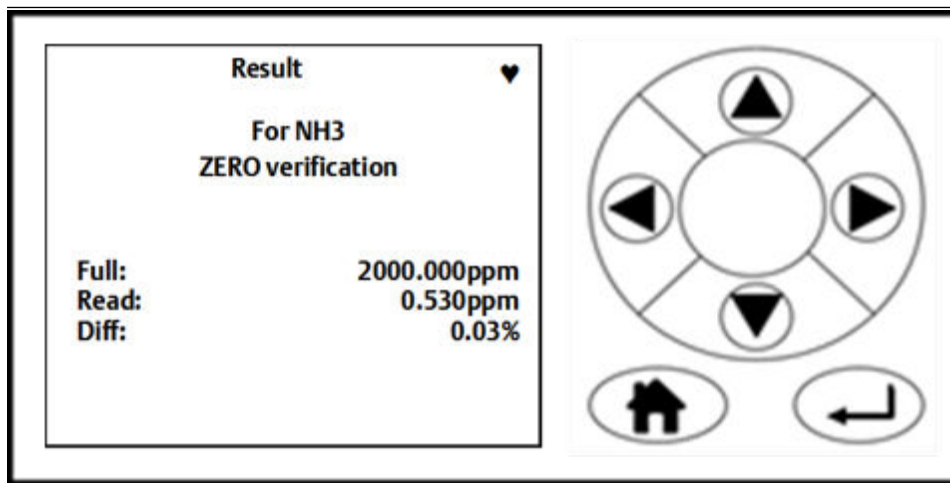 Result ♥
For NH3
ZERO verification
Full: 2000.000ppm
Read: 0.530ppm
Diff: 0.03%